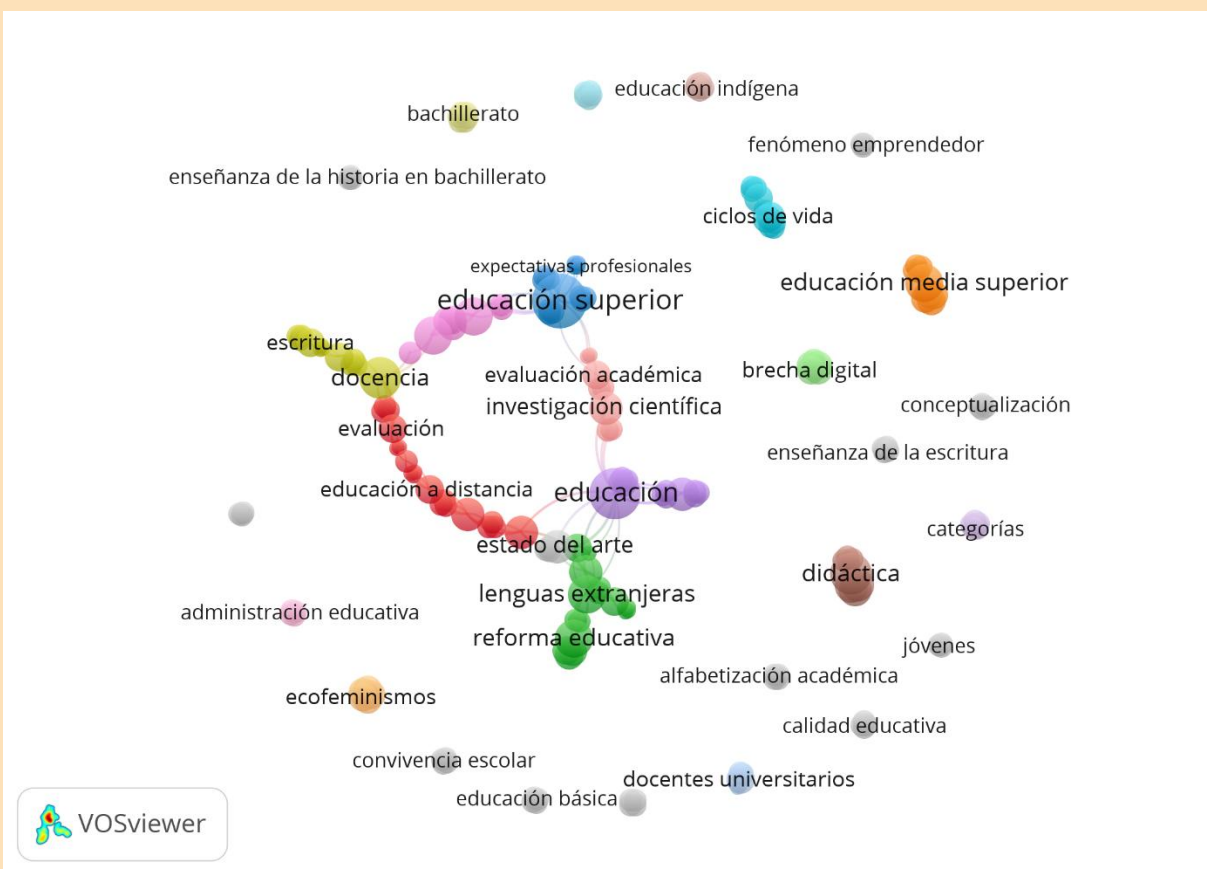 educación indígena
bachillerato
fenómeno emprendedor
enseñanza de la historia en bachillerato
ciclos de vida
expectativas profesionales
educación media superior
educación superior
escritura
brecha digital
docencia
evaluación académica
conceptualización
investigación científica
evaluación
enseñanza de la escritura
educación a distancia
educación
categorías
estado del arte
didáctica
lenguas extranjeras
administración educativa
reforma educativa
jóvenes
alfabetización académica
ecofeminismos
calidad educativa
convivencia escolar
docentes universitarios
educación básica
VOSviewer